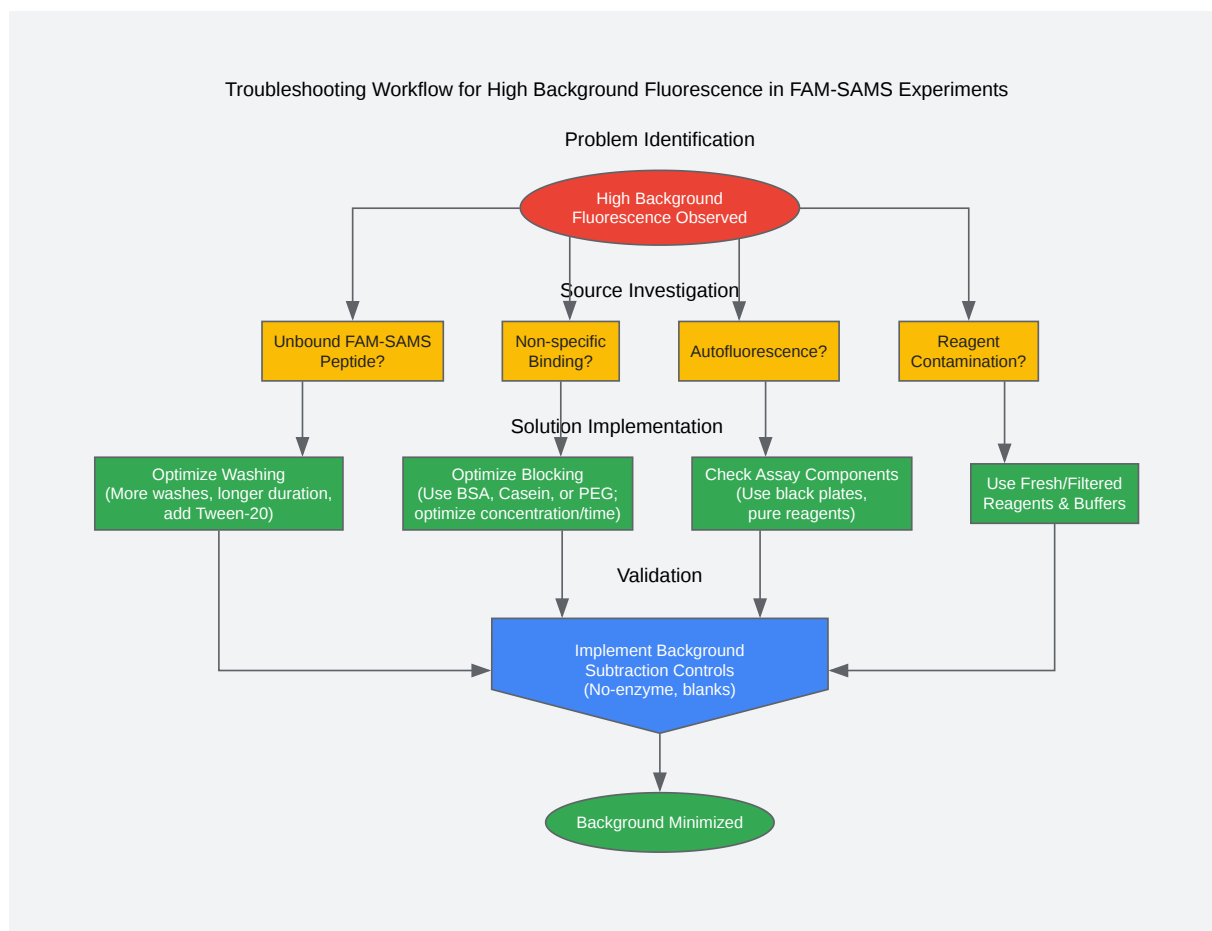 Troubleshooting Workflow for High Background Fluorescence in FAM-SAMS Experiments
Problem Identification
High Background
Fluorescence Observed
Source Investigation
Unbound FAM-SAMS
Peptide?
Non-specific
Binding?
Autofluorescence?
Reagent
Contamination?
Solution Implementation
Optimize Washing
(More washes, longer duration,
add Tween-20)
Optimize Blocking
(Use BSA, Casein, or PEG;
optimize concentration/time)
Check Assay Components
(Use black plates,
pure reagents)
Use Fresh/Filtered
Reagents & Buffers
Validation
Implement Background
Subtraction Controls
(No-enzyme, blanks)
Background Minimized